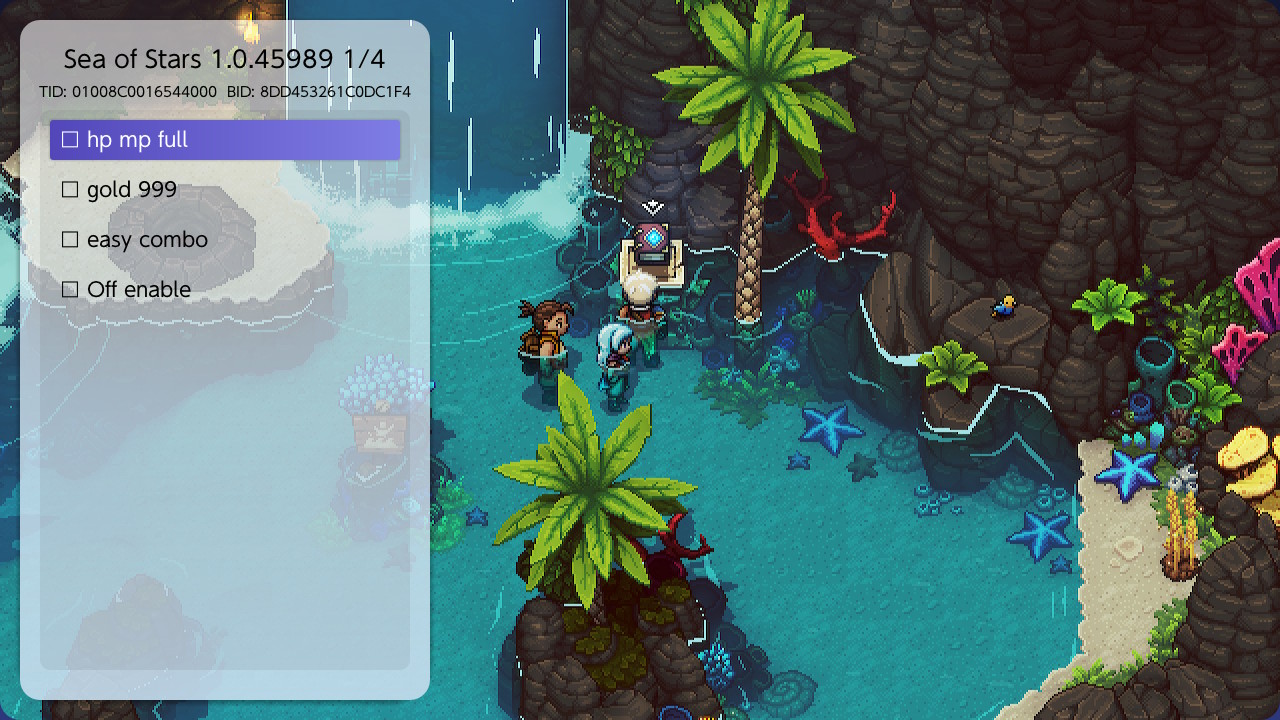 Sea of Stars 1.0.45989 1/4
TID: 01008C0016544000 BID: 8DD453261C0DC1F4
hp mp full
gold 999
easy combo
Off enable